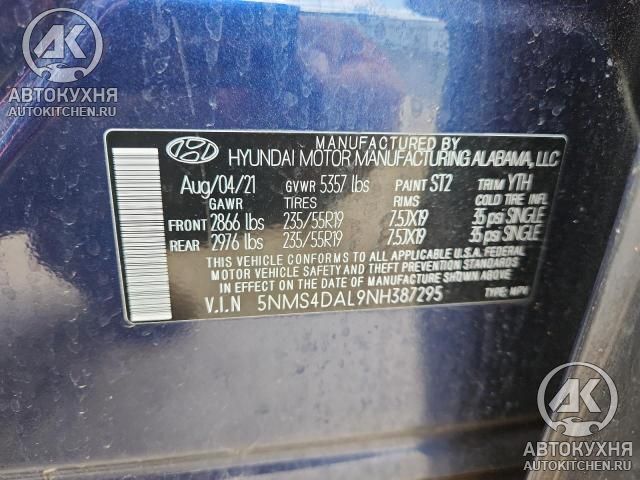 AK
АВТОКУХНЯ
AUTOKITCHEN.RU
MANUFACTURED BY
HYUNDAI MOTOR MANUFACTURING ALABAMA, LLC
Aug/04/21 GVWR 5357 lbs PAINT ST2 TRIM YTH
GAWR TIRES RIMS COLD TIRE INFL
FRONT 2866 lbs 235/55R19 7.5JX19 35 psi SINGLE
REAR 2976 lbs 235/55R19 7.5JX19 35 psi SINGLE
THIS VEHICLE CONFORMS TO ALL APPLICABLE U.S.A. FEDERAL
MOTOR VEHICLE SAFETY AND THEFT PREVENTION STANDARDS
IN EFFECT ON THE DATE OF MANUFACTURE SHOWN ABOVE.
V.I.N 5NMS4DAL9NH387295 TYPE: MPV
AK
АВТОКУХНЯ
AUTOKITCHEN.RU